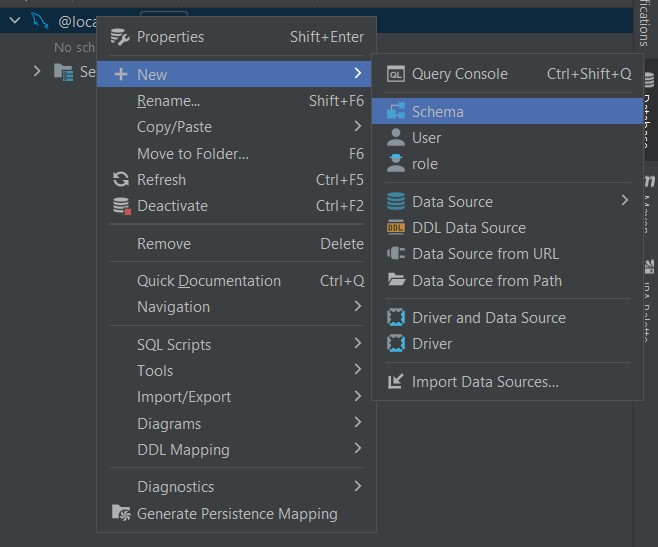 @loca
No sch
Se
Properties Shift+Enter
New
Rename... Shift+F6
Copy/Paste
Move to Folder... F6
Refresh Ctrl+F5
Deactivate Ctrl+F2
Remove Delete
Quick Documentation Ctrl+Q
Navigation
SQL Scripts
Tools
Import/Export
Diagrams
DDL Mapping
Diagnostics
Generate Persistence Mapping
QL Query Console Ctrl+Shift+Q
Schema
User
role
Data Source
DDL DDL Data Source
Data Source from URL
Data Source from Path
Driver and Data Source
Driver
Import Data Sources...
ifications
Database
m
Maven